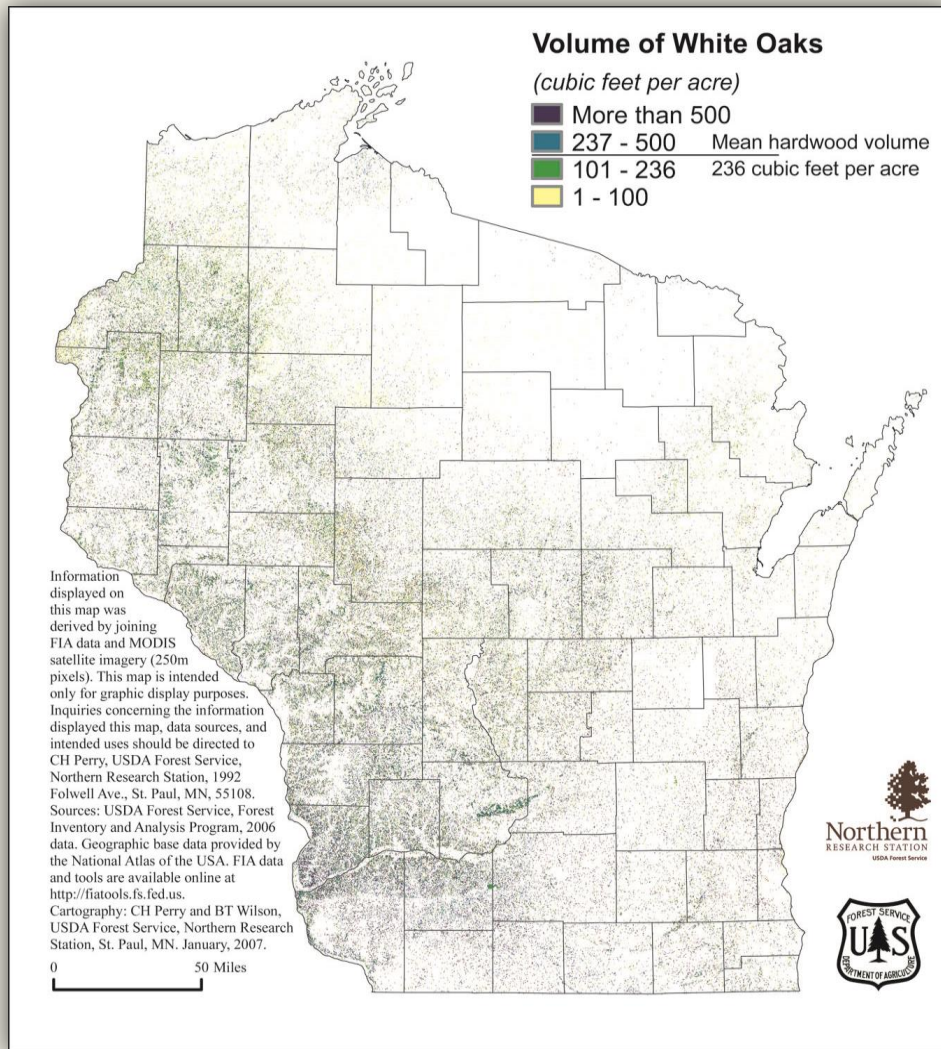 Volume of White Oaks
(cubic feet per acre)
More than 500
237 - 500 Mean hardwood volume
101 - 236 236 cubic feet per acre
1 - 100
Information
displayed on
this map was
derived by joining
FIA data and MODIS
satellite imagery (250m
pixels). This map is intended
only for graphic display purposes.
Inquiries concerning the information
displayed this map, data sources, and
intended uses should be directed to
CH Perry, USDA Forest Service,
Northern Research Station, 1992
Folwell Ave., St. Paul, MN, 55108.
Sources: USDA Forest Service, Forest
Inventory and Analysis Program, 2006
data. Geographic base data provided by
the National Atlas of the USA. FIA data
and tools are available online at
http://fiatools.fs.fed.us.
Cartography: CH Perry and BT Wilson,
USDA Forest Service, Northern Research
Station, St. Paul, MN. January, 2007.
0 50 Miles
Northern
RESEARCH STATION
USDA Forest Service
FOREST SERVICE
U S
DEPARTMENT OF AGRICULTURE